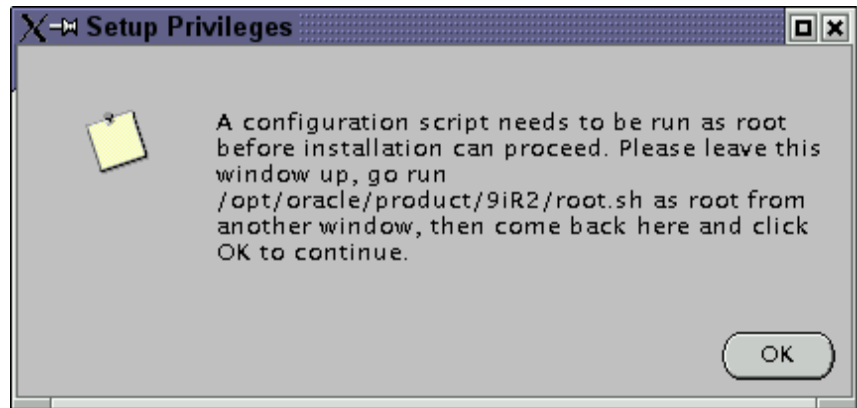 Setup Privileges
A configuration script needs to be run as root
before installation can proceed. Please leave this
window up, go run
/opt/oracle/product/9iR2/root.sh as root from
another window, then come back here and click
OK to continue.
OK